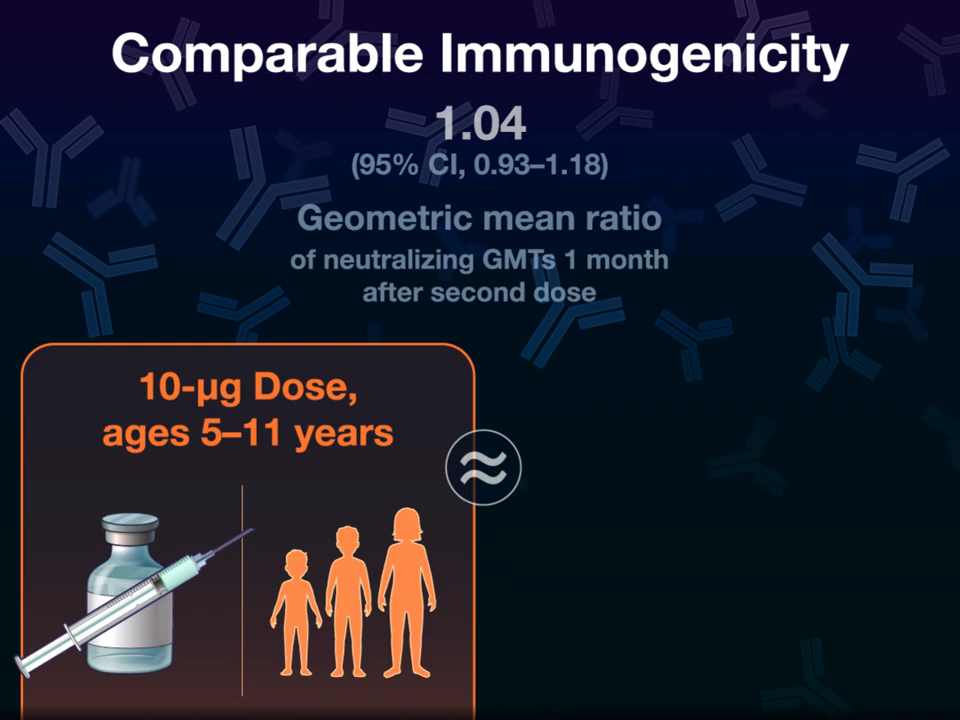 Comparable Immunogenicity
1.04
(95% CI, 0.93–1.18)
Geometric mean ratio
of neutralizing GMTs 1 month
after second dose
10-µg Dose,
ages 5–11 years
≈